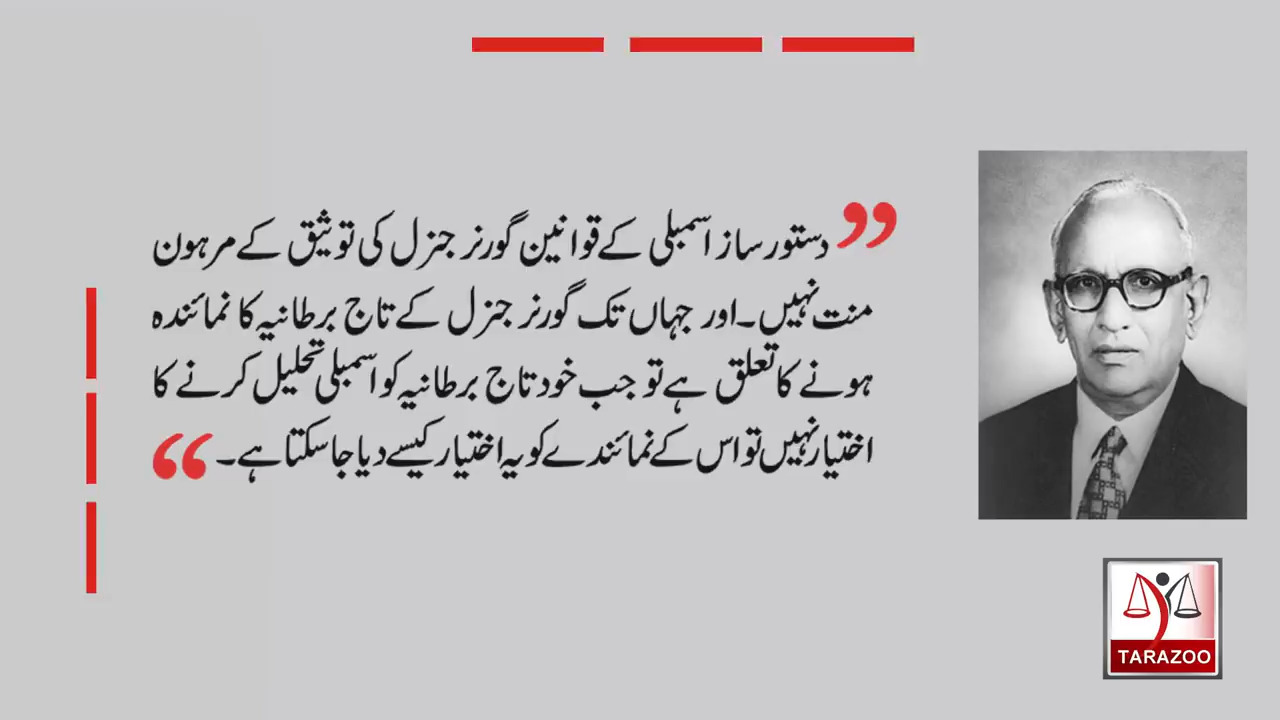 ”دستور ساز اسمبلی کے قوانین گورنر جنرل کی توثیق کے مرہون
منت نہیں۔ اور جہاں تک گورنر جنرل کے تاج برطانیہ کا نمائندہ
ہونے کا تعلق ہے تو جب خود تاج برطانیہ کو اسمبلی تحلیل کرنے کا
اختیار نہیں تو اس کے نمائندے کو یہ اختیار کیسے دیا جا سکتا ہے۔“
TARAZOO